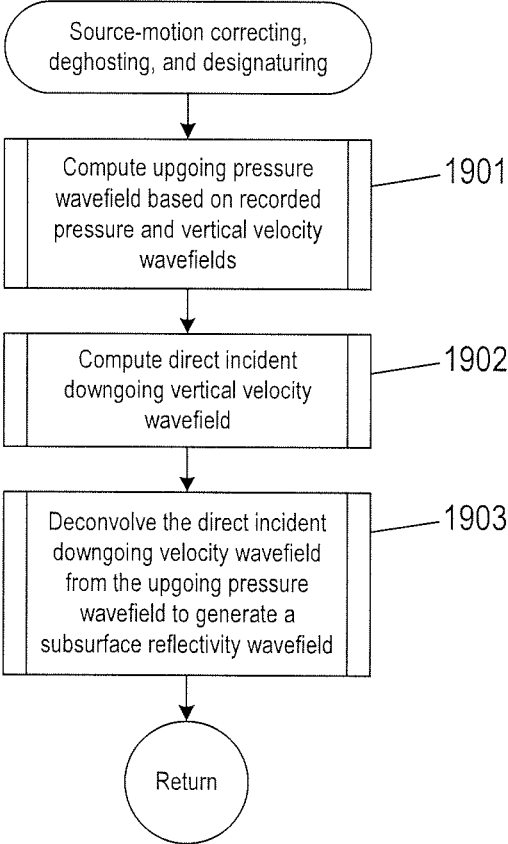 Source-motion correcting,
deghosting, and designaturing
Compute upgoing pressure
wavefield based on recorded
pressure and vertical velocity
wavefields
1901
Compute direct incident
downgoing vertical velocity
wavefield
1902
Deconvolve the direct incident
downgoing velocity wavefield
from the upgoing pressure
wavefield to generate a
subsurface reflectivity wavefield
1903
Return